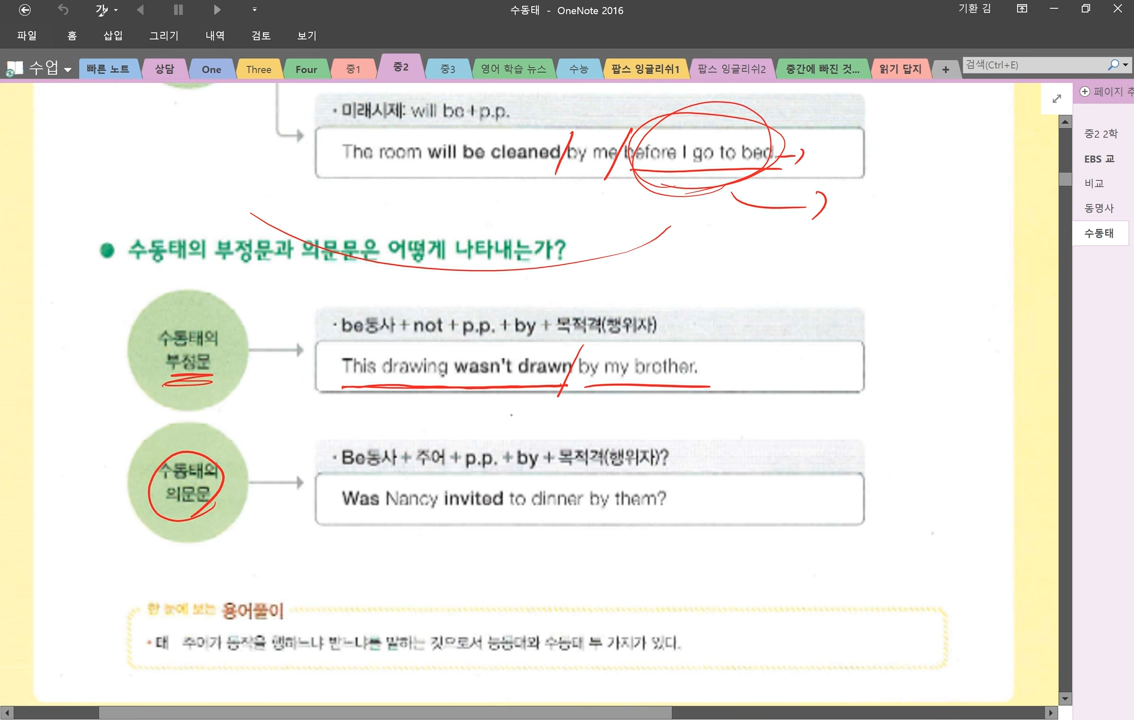 수동태 - OneNote 2016
기환 김
파일 홈 삽입 그리기 내역 검토 보기
수업 빠른 노트 상담 One Three Four 중1 중2 중3 영어 학습 뉴스 수능 팝스 잉글리쉬1 팝스 잉글리쉬2 중간에 빠진 것... 읽기 답지 + 검색(Ctrl+E)
페이지 추
중2 2학
EBS 교
비교
동명사
수동태
· 미래시제: will be+p.p.
The room will be cleaned by me before I go to bed.
수동태의 부정문과 의문문은 어떻게 나타내는가?
수동태의
부정문
· be동사 + not + p.p. + by + 목적격(행위자)
This drawing wasn't drawn by my brother.
수동태의
의문문
· Be동사 + 주어 + p.p. + by + 목적격(행위자)?
Was Nancy invited to dinner by them?
한 눈에 보는 용어풀이
• 태 주어가 동작을 행하느냐 받느냐를 말하는 것으로서 능동태와 수동태 두 가지가 있다.